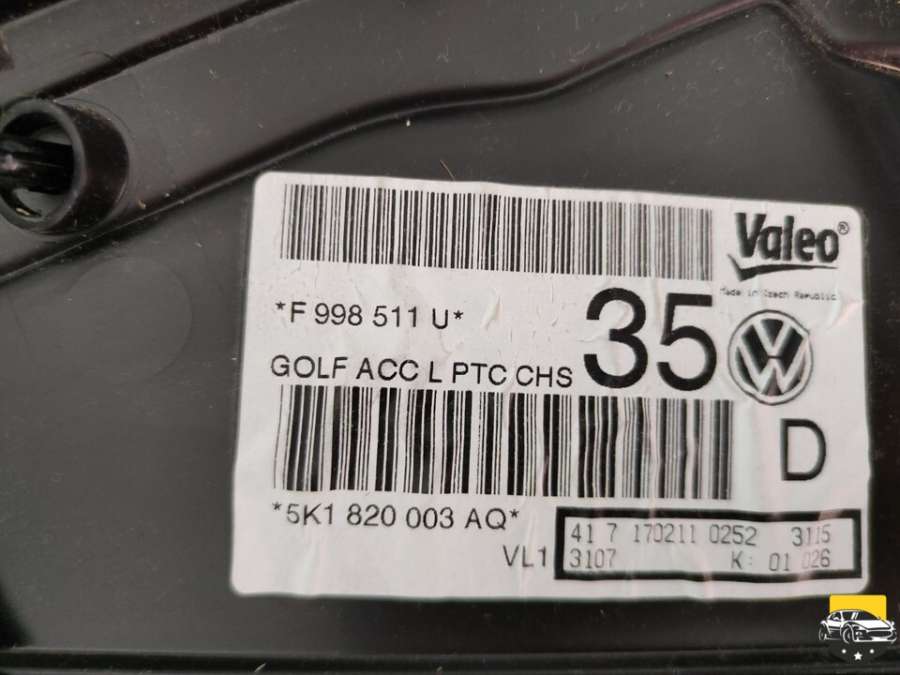 Valeo®
Made in Czech Republic
*F 998 511 U*
35
GOLF ACC L PTC CHS
D
*5K1 820 003 AQ*
VL1
41 7 170211 0252 3115
3107 K: 01 026